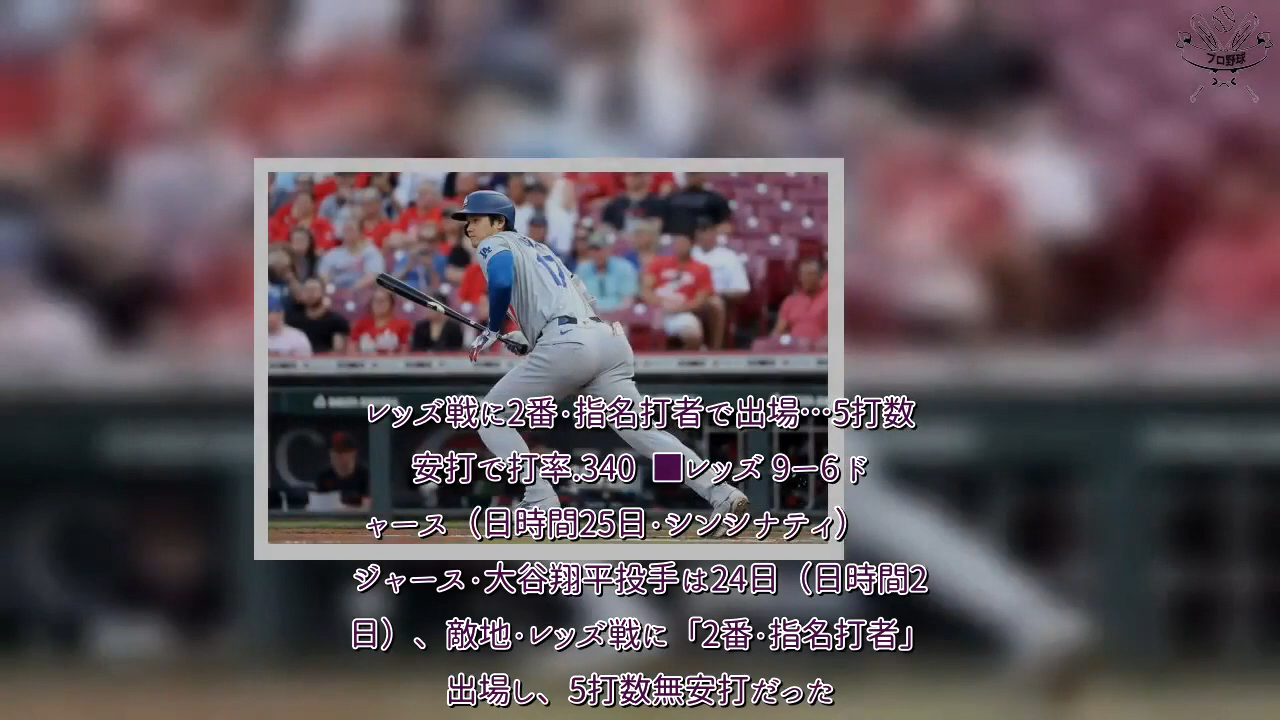 プロ野球
17
レッズ戦に2番·指名打者で出場…5打数
安打で打率.340 ■レッズ 9ー6ド
ャース（日時間25日·シンシナティ）
ジャース·大谷翔平投手は24日（日時間2
日）、敵地·レッズ戦に「2番·指名打者」
出場し、5打数無安打だった